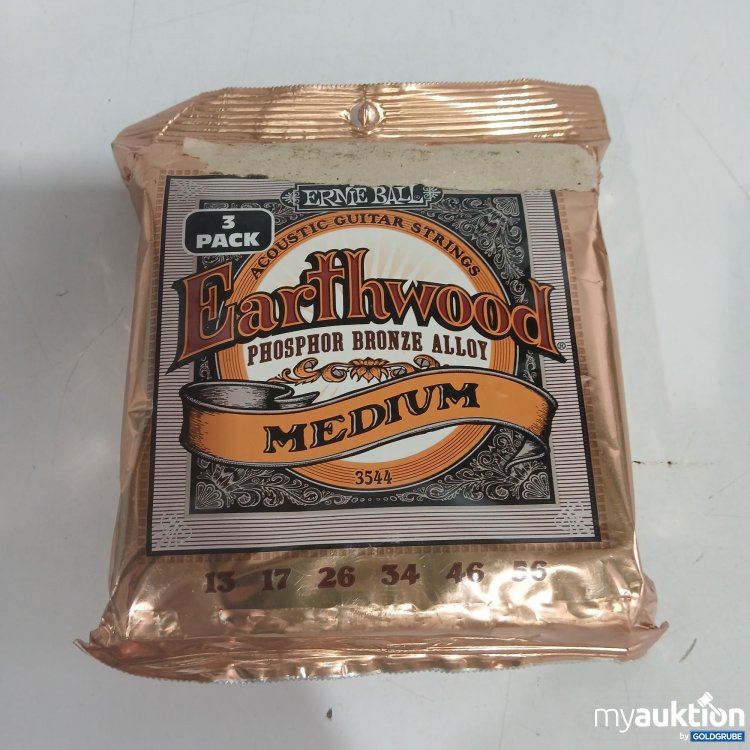 ERNIE BALL
3
PACK
ACOUSTIC GUITAR STRINGS
Earthwood®
PHOSPHOR BRONZE ALLOY
MEDIUM
3544
13 17 26 34 46 56
myauktion
by GOLDGRUBE